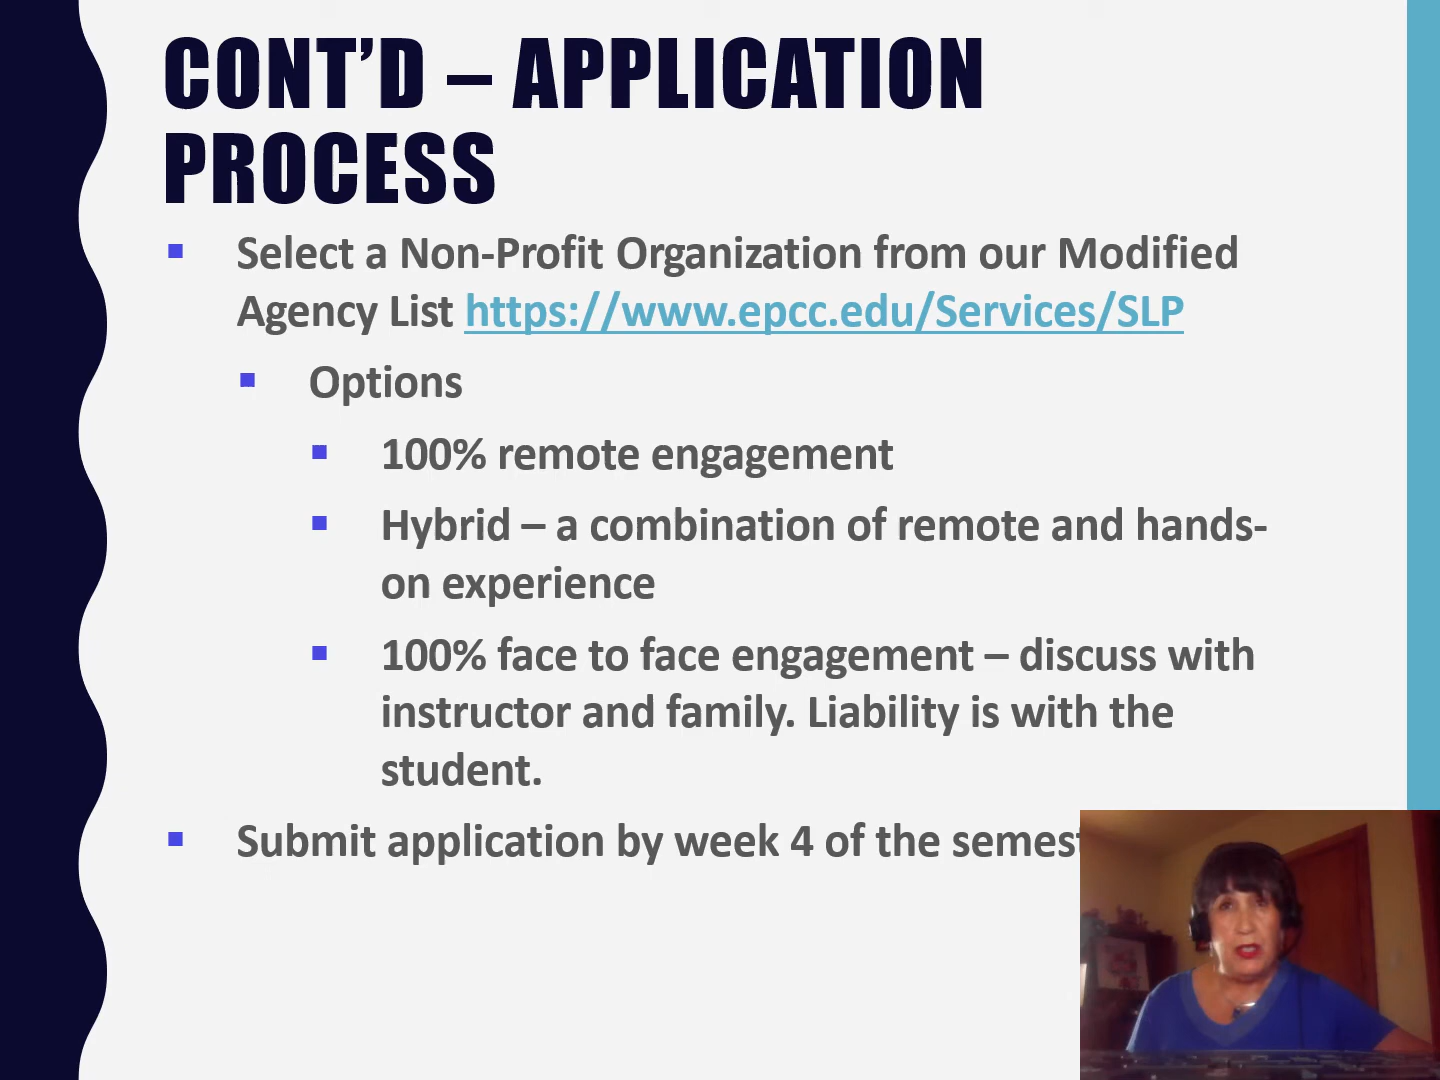 CONT’D – APPLICATION
PROCESS
Select a Non-Profit Organization from our Modified
Agency List https://www.epcc.edu/Services/SLP
Options
100% remote engagement
Hybrid – a combination of remote and hands-
on experience
100% face to face engagement – discuss with
instructor and family. Liability is with the
student.
Submit application by week 4 of the